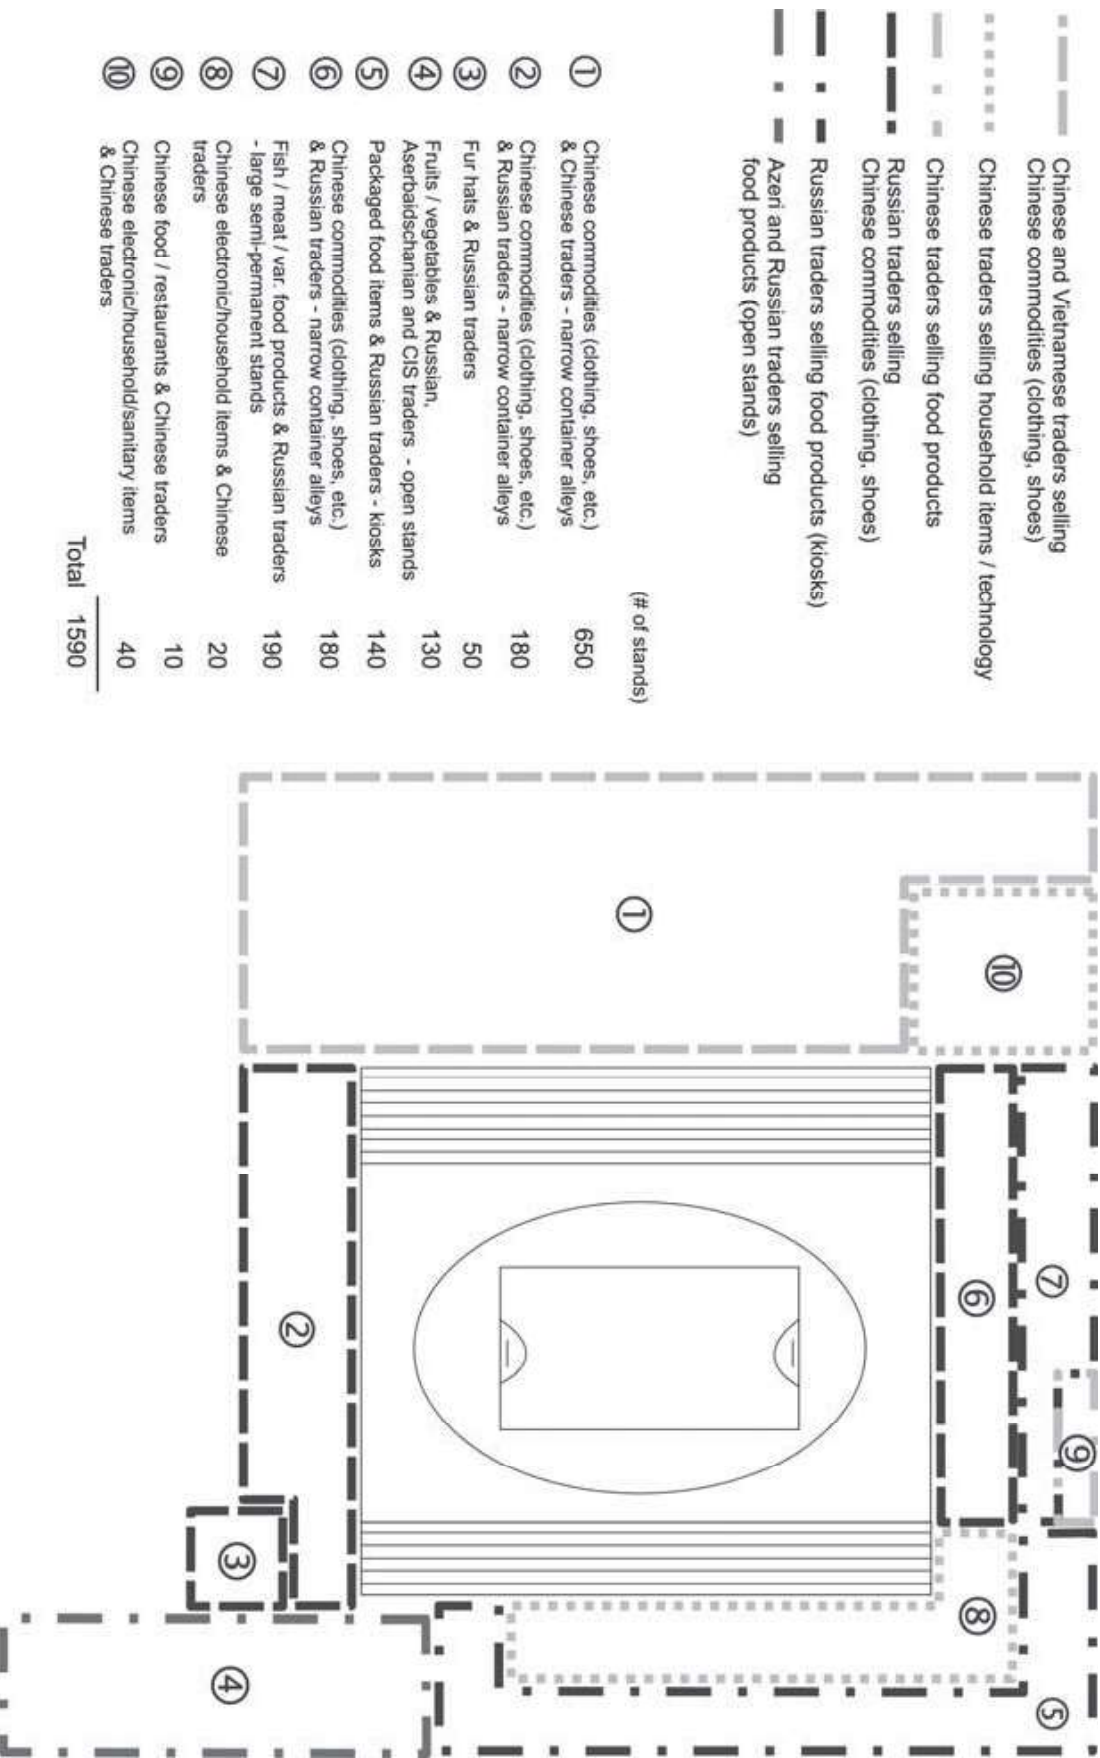 Chinese and Vietnamese traders selling
Chinese commodities (clothing, shoes)
Chinese traders selling household items / technology
Chinese traders selling food products
Russian traders selling
Chinese commodities (clothing, shoes)
Russian traders selling food products (kiosks)
Azeri and Russian traders selling
food products (open stands)
(# of stands)
① Chinese commodities (clothing, shoes, etc.) 650
& Chinese traders - narrow container alleys
② Chinese commodities (clothing, shoes, etc.) 180
& Russian traders - narrow container alleys
③ Fur hats & Russian traders 50
④ Fruits / vegetables & Russian, 130
Aserbaidschanian and CIS traders - open stands
⑤ Packaged food items & Russian traders - kiosks 140
⑥ Chinese commodities (clothing, shoes, etc.) 180
& Russian traders - narrow container alleys
⑦ Fish / meat / var. food products & Russian traders 190
- large semi-permanent stands
⑧ Chinese electronic/household items & Chinese 20
traders
⑨ Chinese food / restaurants & Chinese traders 10
⑩ Chinese electronic/household/sanitary items 40
& Chinese traders
Total 1590
⑩
⑦
⑨
⑤
⑥
⑧
①
②
③
④